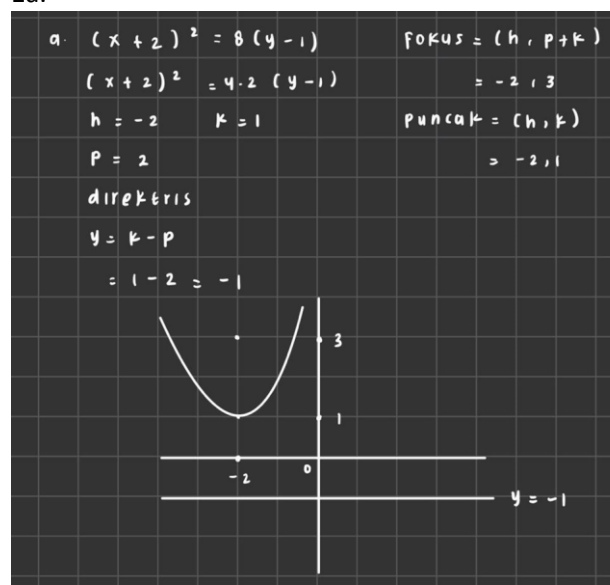 a. (x + 2)² = 8 (y - 1)
(x + 2)² = 4.2 (y - 1)
h = -2 k = 1
P = 2
direktris
y = k - p
= 1 - 2 = -1
Fokus = (h, p+k)
= -2, 3
Puncak = (h, k)
= -2, 1
3
1
-2 0
y = -1